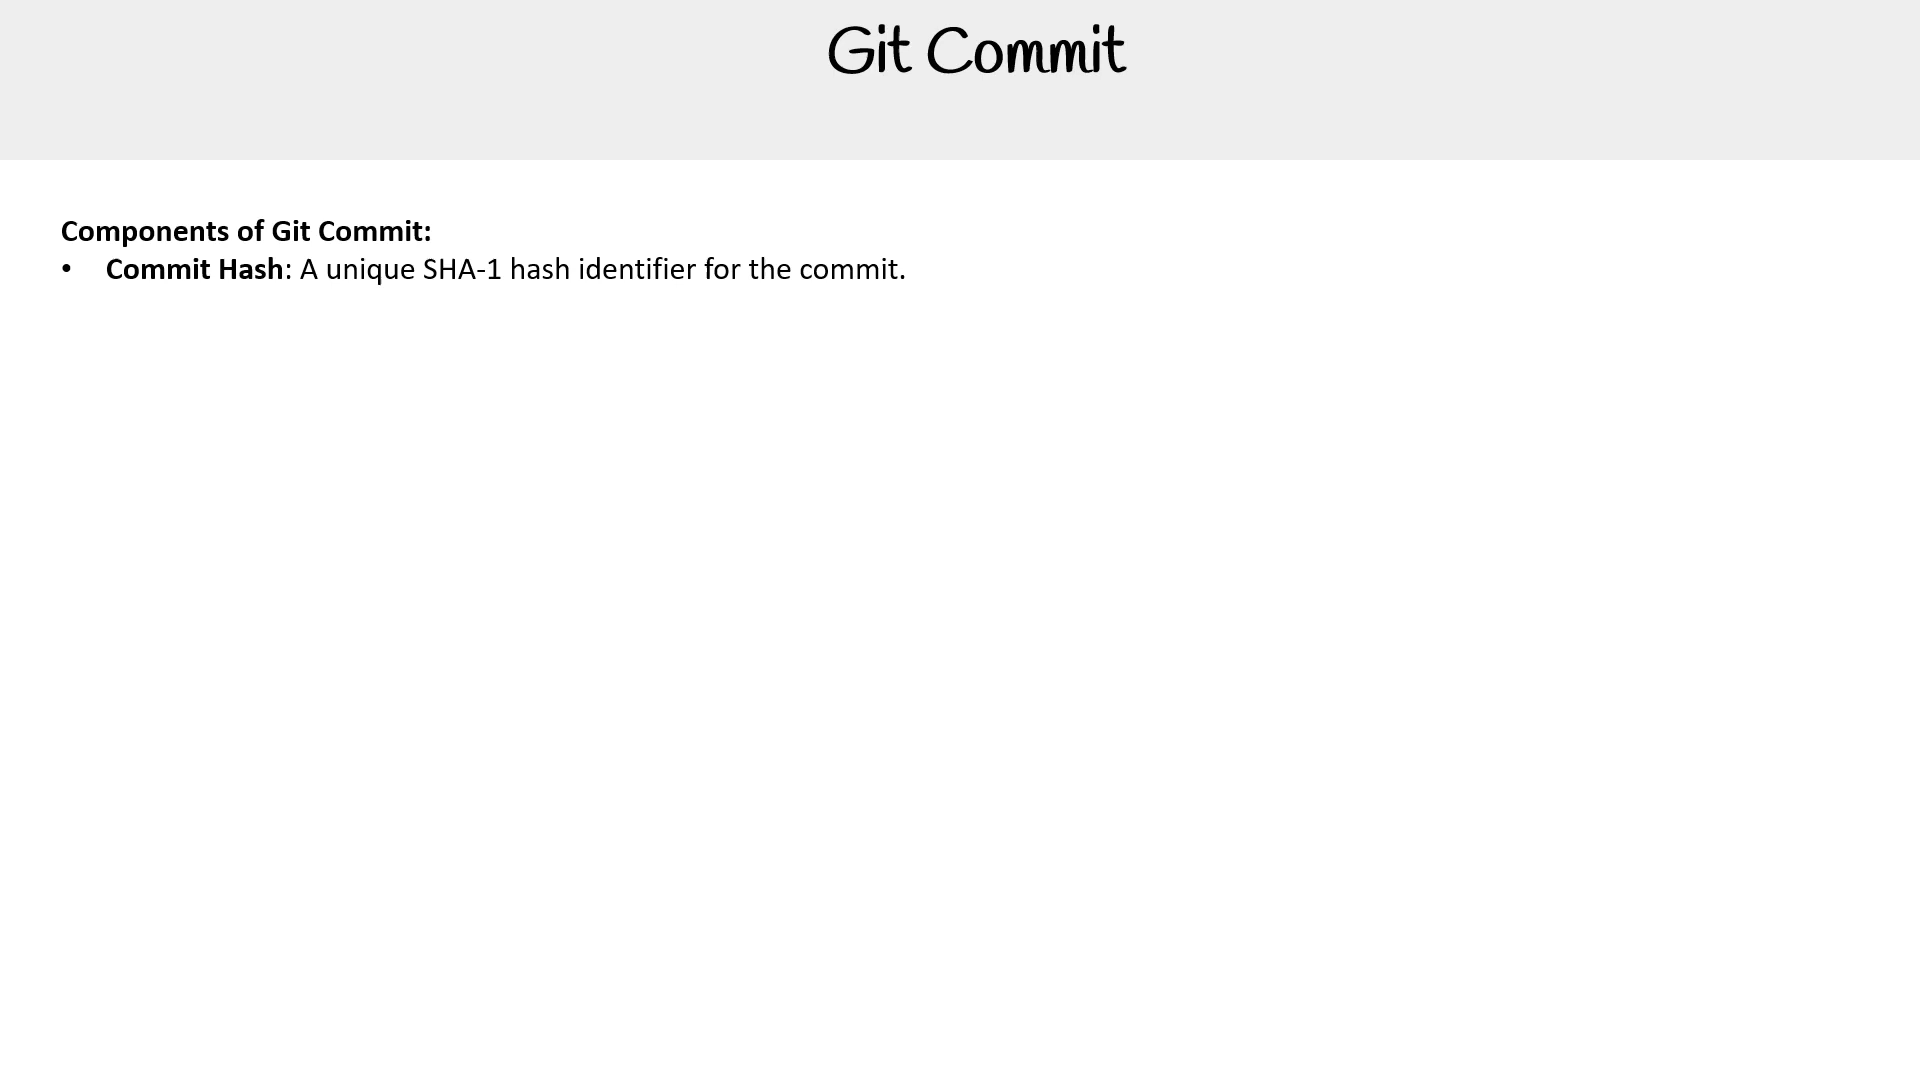 Git Commit
Components of Git Commit:
• Commit Hash: A unique SHA-1 hash identifier for the commit.